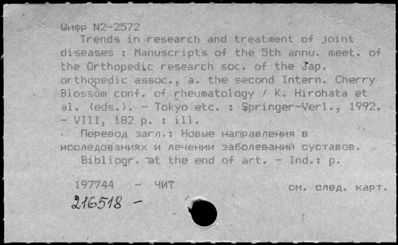 Шифр N2-2572
Trends in research and treatment of joint
diseases : Manuscripts of the 5th annu. meet. of
the Orthopedic research soc. of the Jap.
orthopedic assoc., a. the second Intern. Cherry
Blossom conf. of rheumatology / K. Hirohata et
al. (eds.). - Tokyo etc. : Springer-Verl., 1992.
- VIII, 182 p. : ill.
Перевод загл.: Новые направления в
исследованиях и лечении заболеваний суставов.
Bibliogr. at the end of art. - Ind.: p.
197744 - ЧИТ
см. след. карт.
216518 -